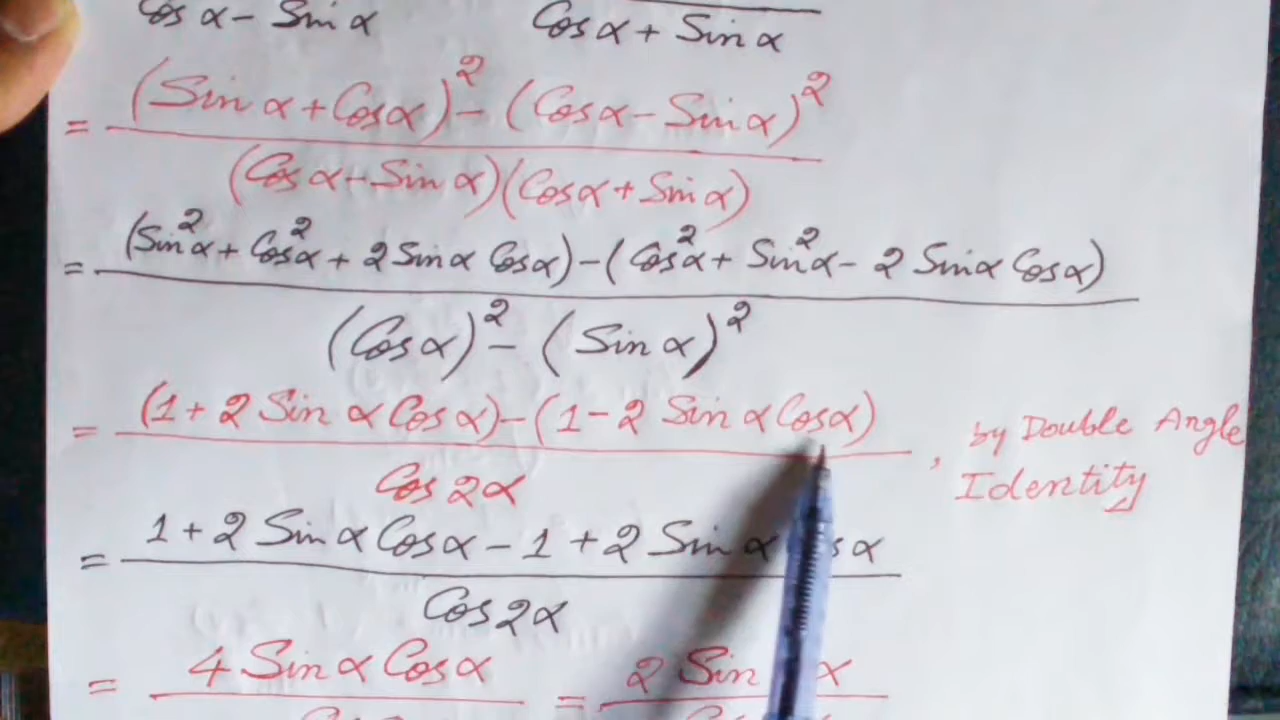 Cos α - Sin α   Cos α + Sin α
= (Sin α + Cos α)² - (Cos α - Sin α)²
(Cos α - Sin α)(Cos α + Sin α)
= (Sin²α + Cos²α + 2 Sin α Cos α) - (Cos²α + Sin²α - 2 Sin α Cos α)
(Cos α)² - (Sin α)²
= (1 + 2 Sin α Cos α) - (1 - 2 Sin α Cos α)
Cos 2α
, by Double Angle
Identity
= 1 + 2 Sin α Cos α - 1 + 2 Sin α
Cos 2α
= 4 Sin α Cos α = 2 Sin α